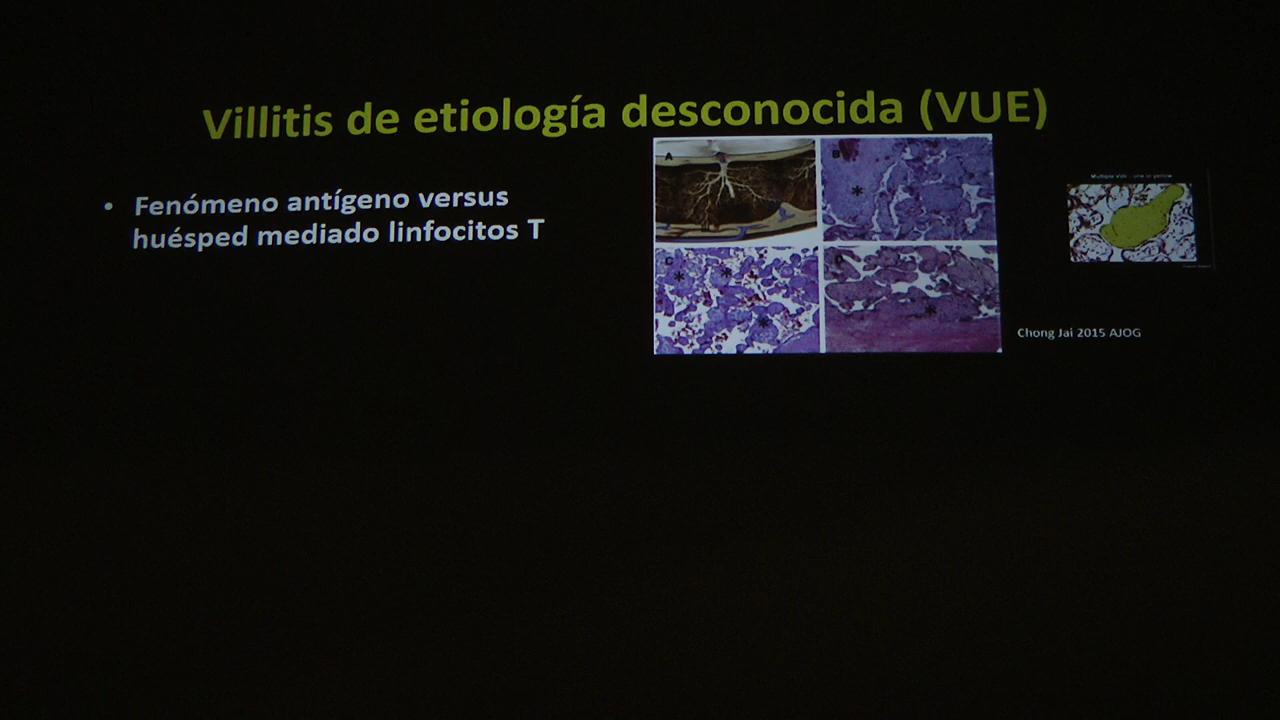 Villitis de etiología desconocida (VUE)
• Fenómeno antígeno versus
huésped mediado linfocitos T
A
B
C
D
Chong Jai 2015 AJOG